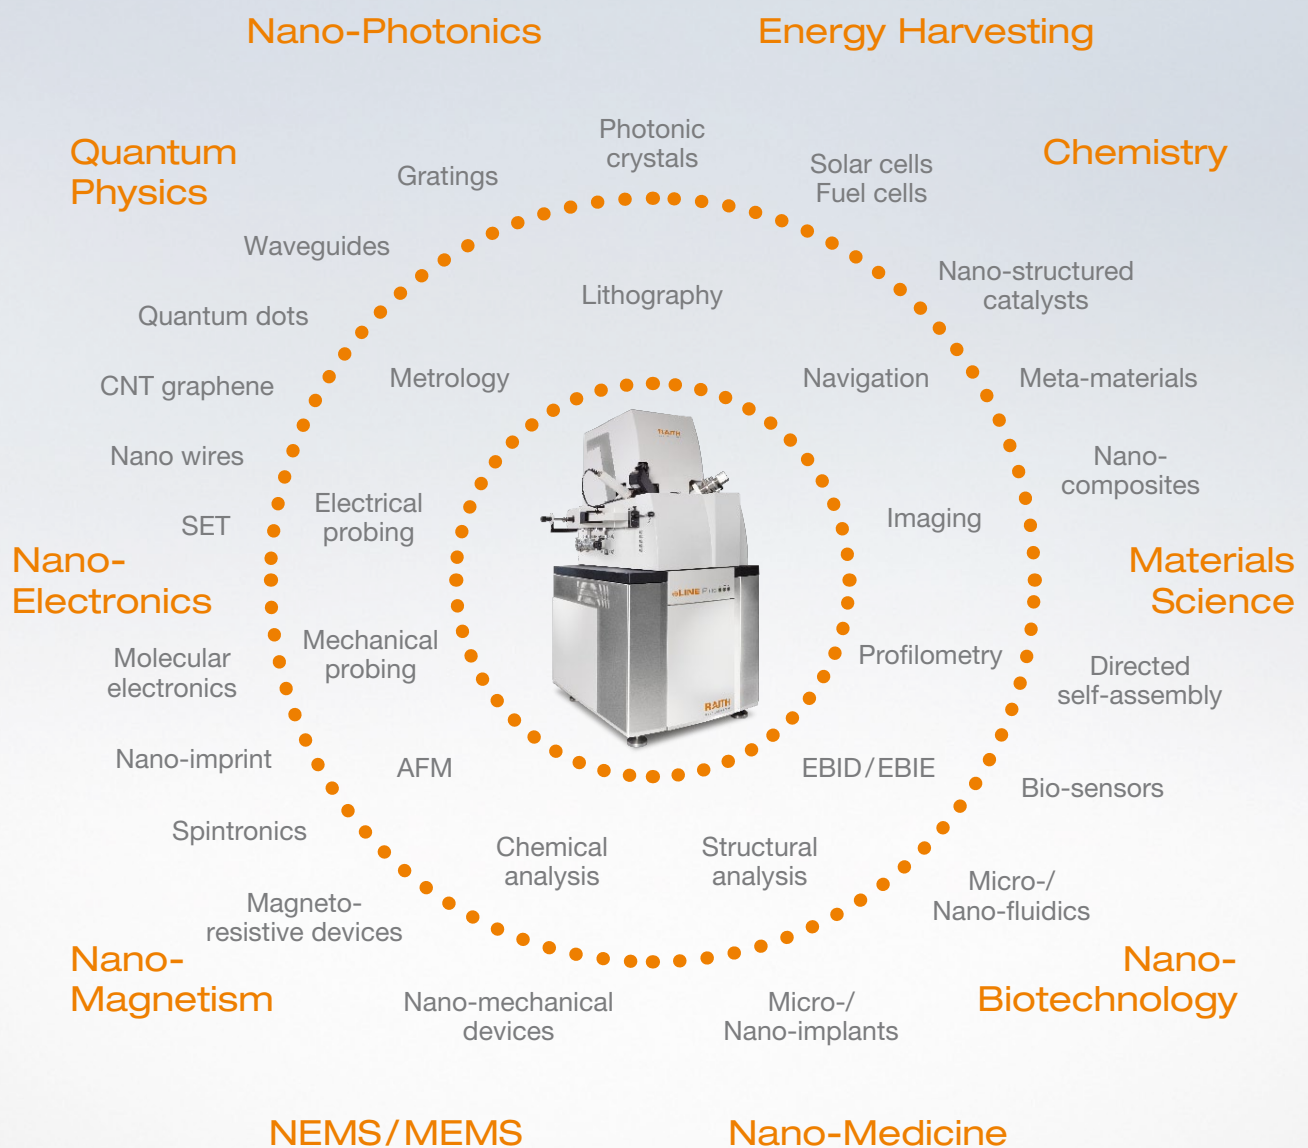 Nano-Photonics
Energy Harvesting
Photonic
crystals
Quantum
Physics
Gratings
Solar cells
Fuel cells
Chemistry
Waveguides
Nano-structured
catalysts
Lithography
Quantum dots
CNT graphene
Metrology
Navigation
Meta-materials
RAITH
Nano wires
Nano-
composites
SET
Electrical
probing
Imaging
Nano-
Electronics
Materials
Science
eLINE Plus
Molecular
electronics
Mechanical
probing
Profilometry
Directed
self-assembly
RAITH
Nano-imprint
AFM
EBID/EBIE
Bio-sensors
Spintronics
Chemical
analysis
Structural
analysis
Magneto-
resistive devices
Micro-/
Nano-fluidics
Nano-
Magnetism
Nano-
Biotechnology
Nano-mechanical
devices
Micro-/
Nano-implants
NEMS/MEMS
Nano-Medicine